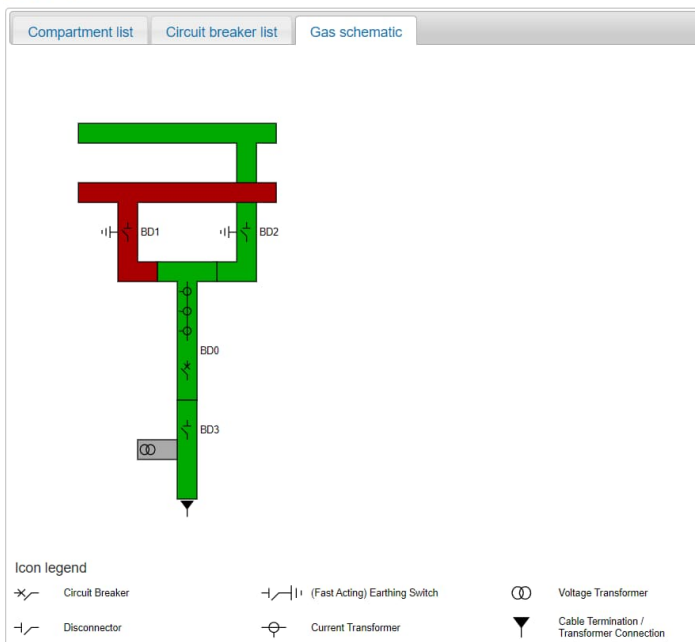 Compartment list Circuit breaker list Gas schematic
BD1 BD2
BD0
BD3
Icon legend
Circuit Breaker (Fast Acting) Earthing Switch Voltage Transformer
Disconnector Current Transformer Cable Termination /
Transformer Connection